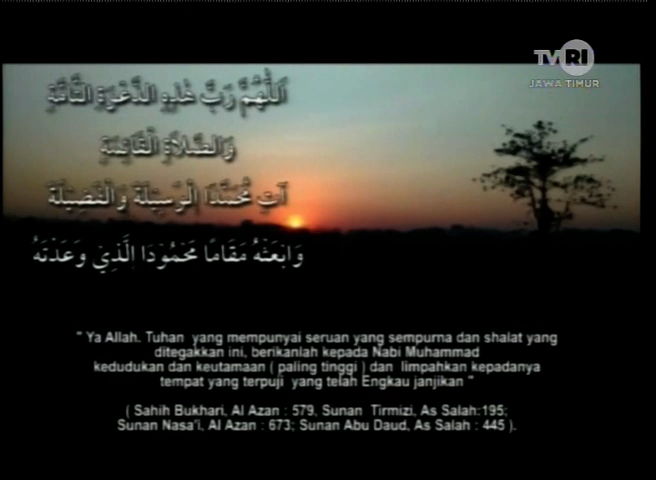 TVRI
JAWA TIMUR
اَللّٰهُمَّ رَبَّ هٰذِهِ الدَّعْوَةِ التَّامَّةِ
وَالصَّلَاةِ الْقَائِمَةِ
آتِ مُحَمَّدًا الْوَسِيْلَةَ وَالْفَضِيْلَةَ
وَابْعَثْهُ مَقَامًا مَحْمُوْدًا الَّذِيْ وَعَدْتَهُ
" Ya Allah. Tuhan yang mempunyai seruan yang sempurna dan shalat yang
ditegakkan ini, berikanlah kepada Nabi Muhammad
kedudukan dan keutamaan ( paling tinggi ) dan limpahkan kepadanya
tempat yang terpuji yang telah Engkau janjikan "
( Sahih Bukhari, Al Azan : 579, Sunan Tirmizi, As Salah:195;
Sunan Nasa'i, Al Azan : 673; Sunan Abu Daud, As Salah : 445 ).